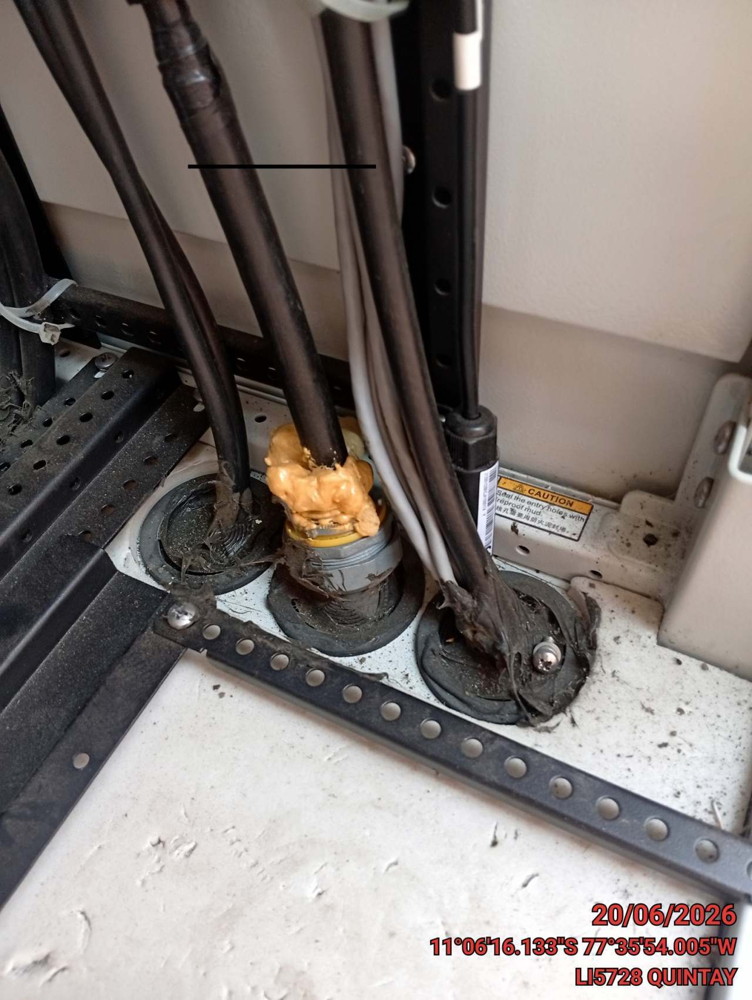 CAUTION
Seal the entry holes with
fireproof mud.
20/06/2026
11°06'16.133"S 77°35'54.005"W
LI5728 QUINTAY